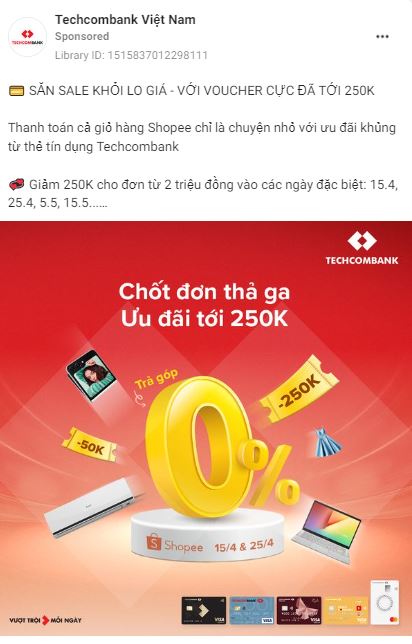 Techcombank Việt Nam
Sponsored
Library ID: 1515837012298111
💳 SĂN SALE KHỎI LO GIÁ - VỚI VOUCHER CỰC ĐÃ TỚI 250K
Thanh toán cả giỏ hàng Shopee chỉ là chuyện nhỏ với ưu đãi khủng
từ thẻ tín dụng Techcombank
Giảm 250K cho đơn từ 2 triệu đồng vào các ngày đặc biệt: 15.4,
25.4, 5.5, 15.5......
TECHCOMBANK
Chốt đơn thả ga
Ưu đãi tới 250K
Trả góp
0%
-250K
-50K
Shopee 15/4 & 25/4
VƯỢT TRỘI MỖI NGÀY
VISA
VISA
VISA
VISA